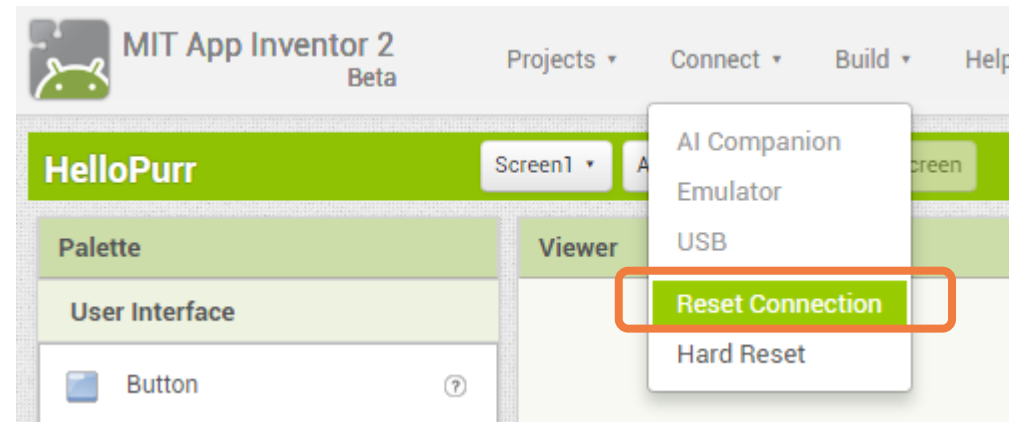 MIT App Inventor 2
Beta
Projects
Connect
Build
Help
HelloPurr
Screen1
AI Companion
Emulator
USB
Reset Connection
Hard Reset
Palette
Viewer
User Interface
Button
?